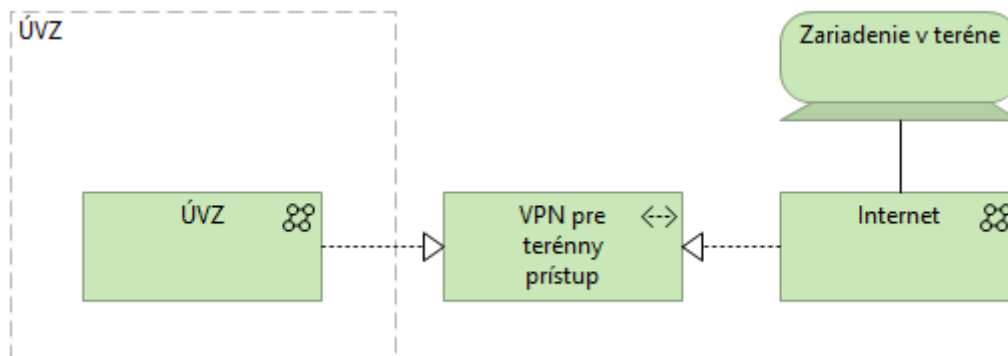 ÚVZ
Zariadenie v teréne
ÚVZ
VPN pre
terénny
prístup
Internet